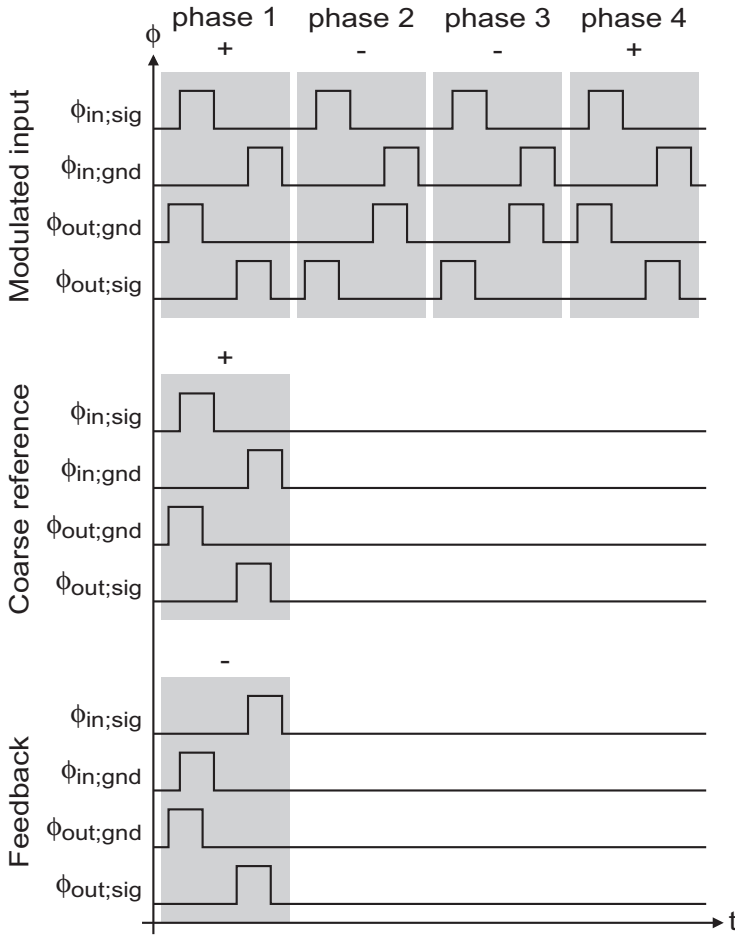 phase 1 phase 2 phase 3 phase 4
ϕ + - - +
Modulated input
ϕin;sig
ϕin;gnd
ϕout;gnd
ϕout;sig
+
Coarse reference
ϕin;sig
ϕin;gnd
ϕout;gnd
ϕout;sig
-
Feedback
ϕin;sig
ϕin;gnd
ϕout;gnd
ϕout;sig
t